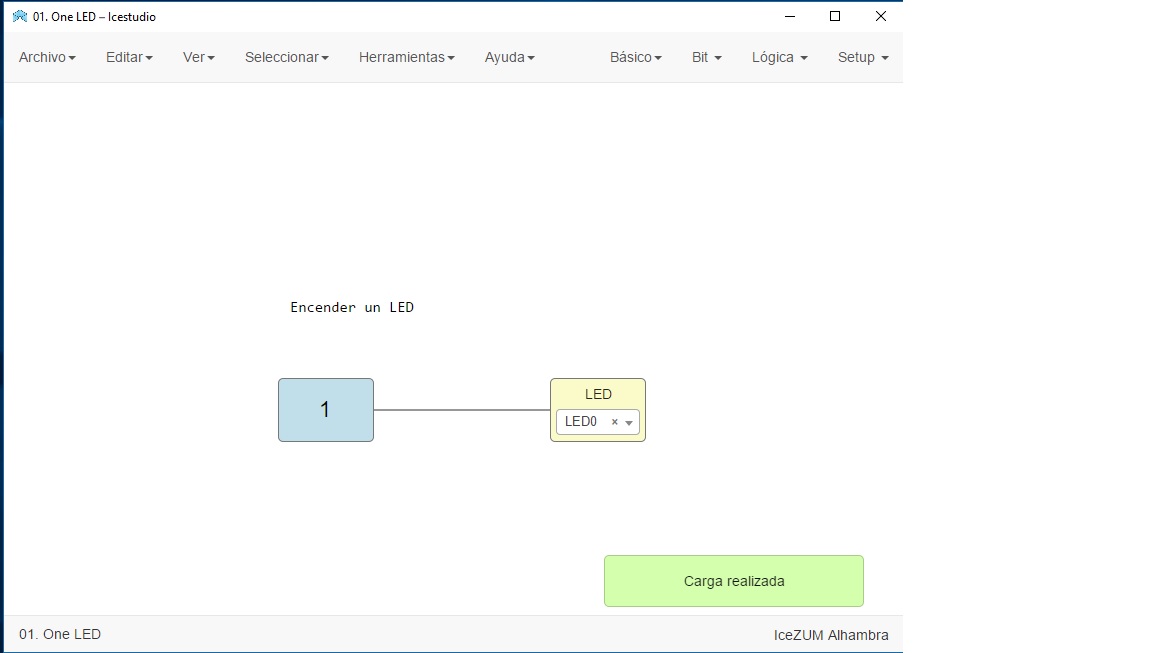 01. One LED – Icestudio
Archivo Editar Ver Seleccionar Herramientas Ayuda Básico Bit Lógica Setup
Encender un LED
1
LED
LED0 ×
Carga realizada
01. One LED IceZUM Alhambra